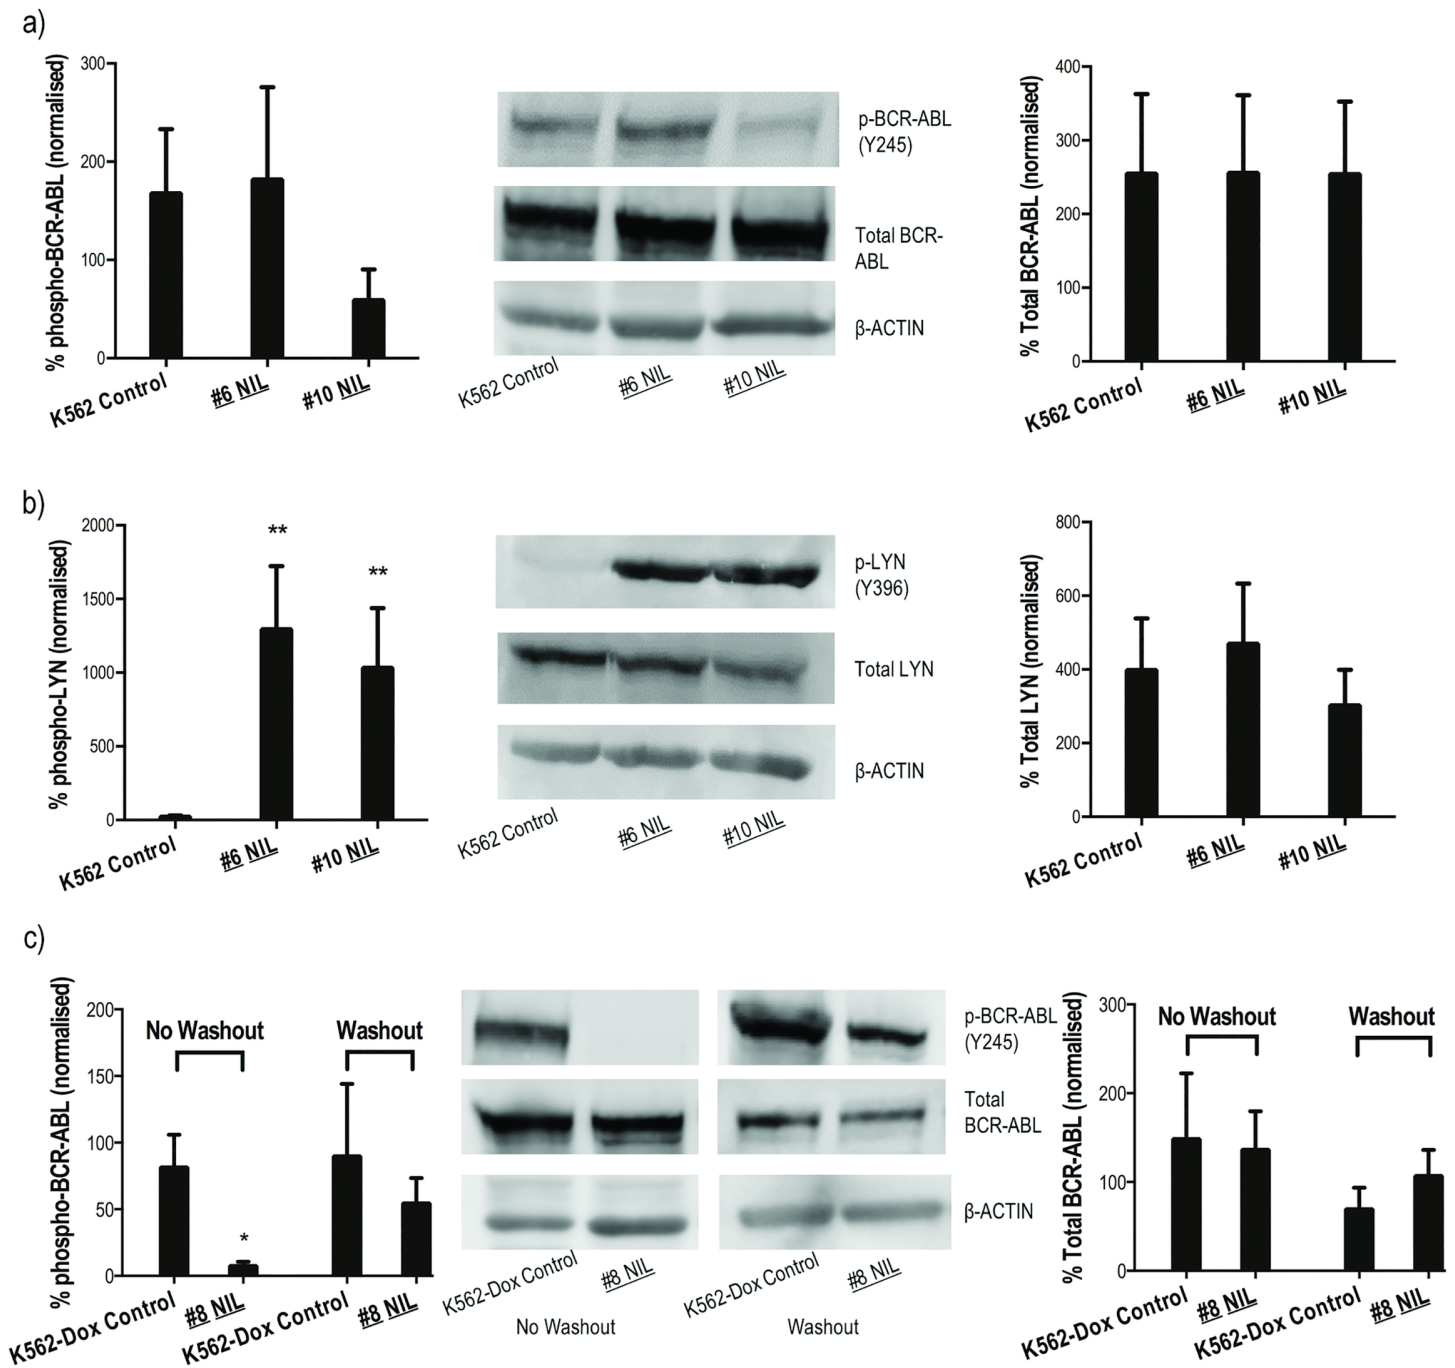 a)
% phospho-BCR-ABL (normalised)
300
200
100
0
K562 Control
#6 NIL
#10 NIL
p-BCR-ABL
(Y245)
Total BCR-
ABL
β-ACTIN
K562 Control
#6 NIL
#10 NIL
% Total BCR-ABL (normalised)
400
300
200
100
0
K562 Control
#6 NIL
#10 NIL
b)
% phospho-LYN (normalised)
2000
1500
1000
500
0
**
**
K562 Control
#6 NIL
#10 NIL
p-LYN
(Y396)
Total LYN
β-ACTIN
K562 Control
#6 NIL
#10 NIL
% Total LYN (normalised)
800
600
400
200
0
K562 Control
#6 NIL
#10 NIL
c)
% phospho-BCR-ABL (normalised)
200
150
100
50
0
No Washout
Washout
*
K562-Dox Control
#8 NIL
K562-Dox Control
#8 NIL
p-BCR-ABL
(Y245)
Total
BCR-ABL
β-ACTIN
K562-Dox Control
#8 NIL
K562-Dox Control
#8 NIL
No Washout
Washout
% Total BCR-ABL (normalised)
300
200
100
0
No Washout
Washout
K562-Dox Control
#8 NIL
K562-Dox Control
#8 NIL